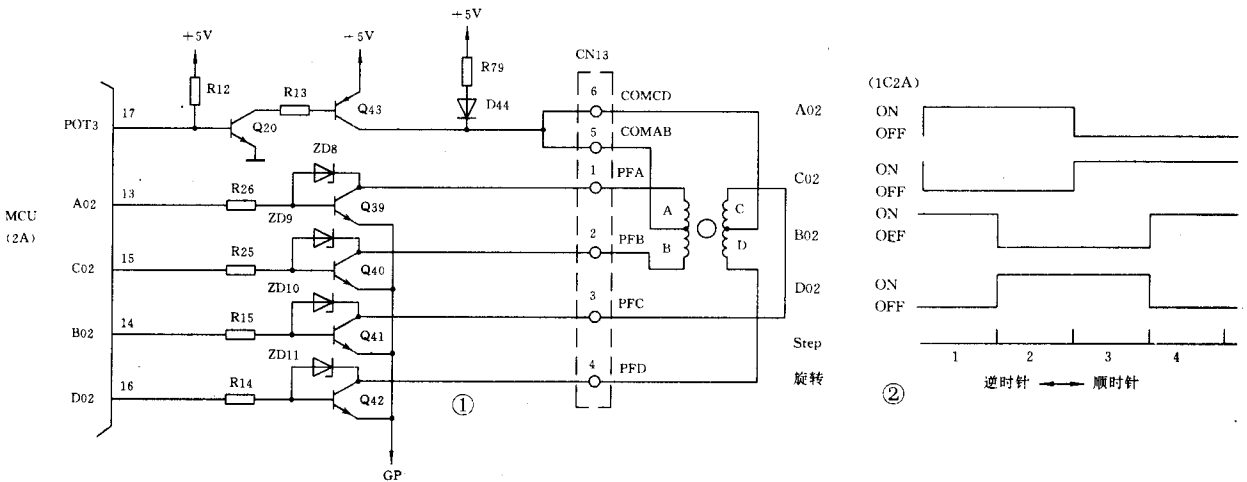 +5V
+5V
+5V
R12
R13
Q43
R79
D44
CN13
6
COMCD
5
COMAB
POT3
17
Q20
ZD8
1
PFA
A02
13
R26
Q39
ZD9
A
C
MCU
(2A)
2
PFB
B
D
C02
15
R25
Q40
ZD10
3
PFC
B02
14
R15
Q41
ZD11
4
PFD
D02
16
R14
Q42
①
GP
(1C2A)
A02
ON
OFF
C02
ON
OFF
B02
ON
OFF
D02
ON
OFF
Step
1
2
3
4
旋转
逆时针
顺时针
②